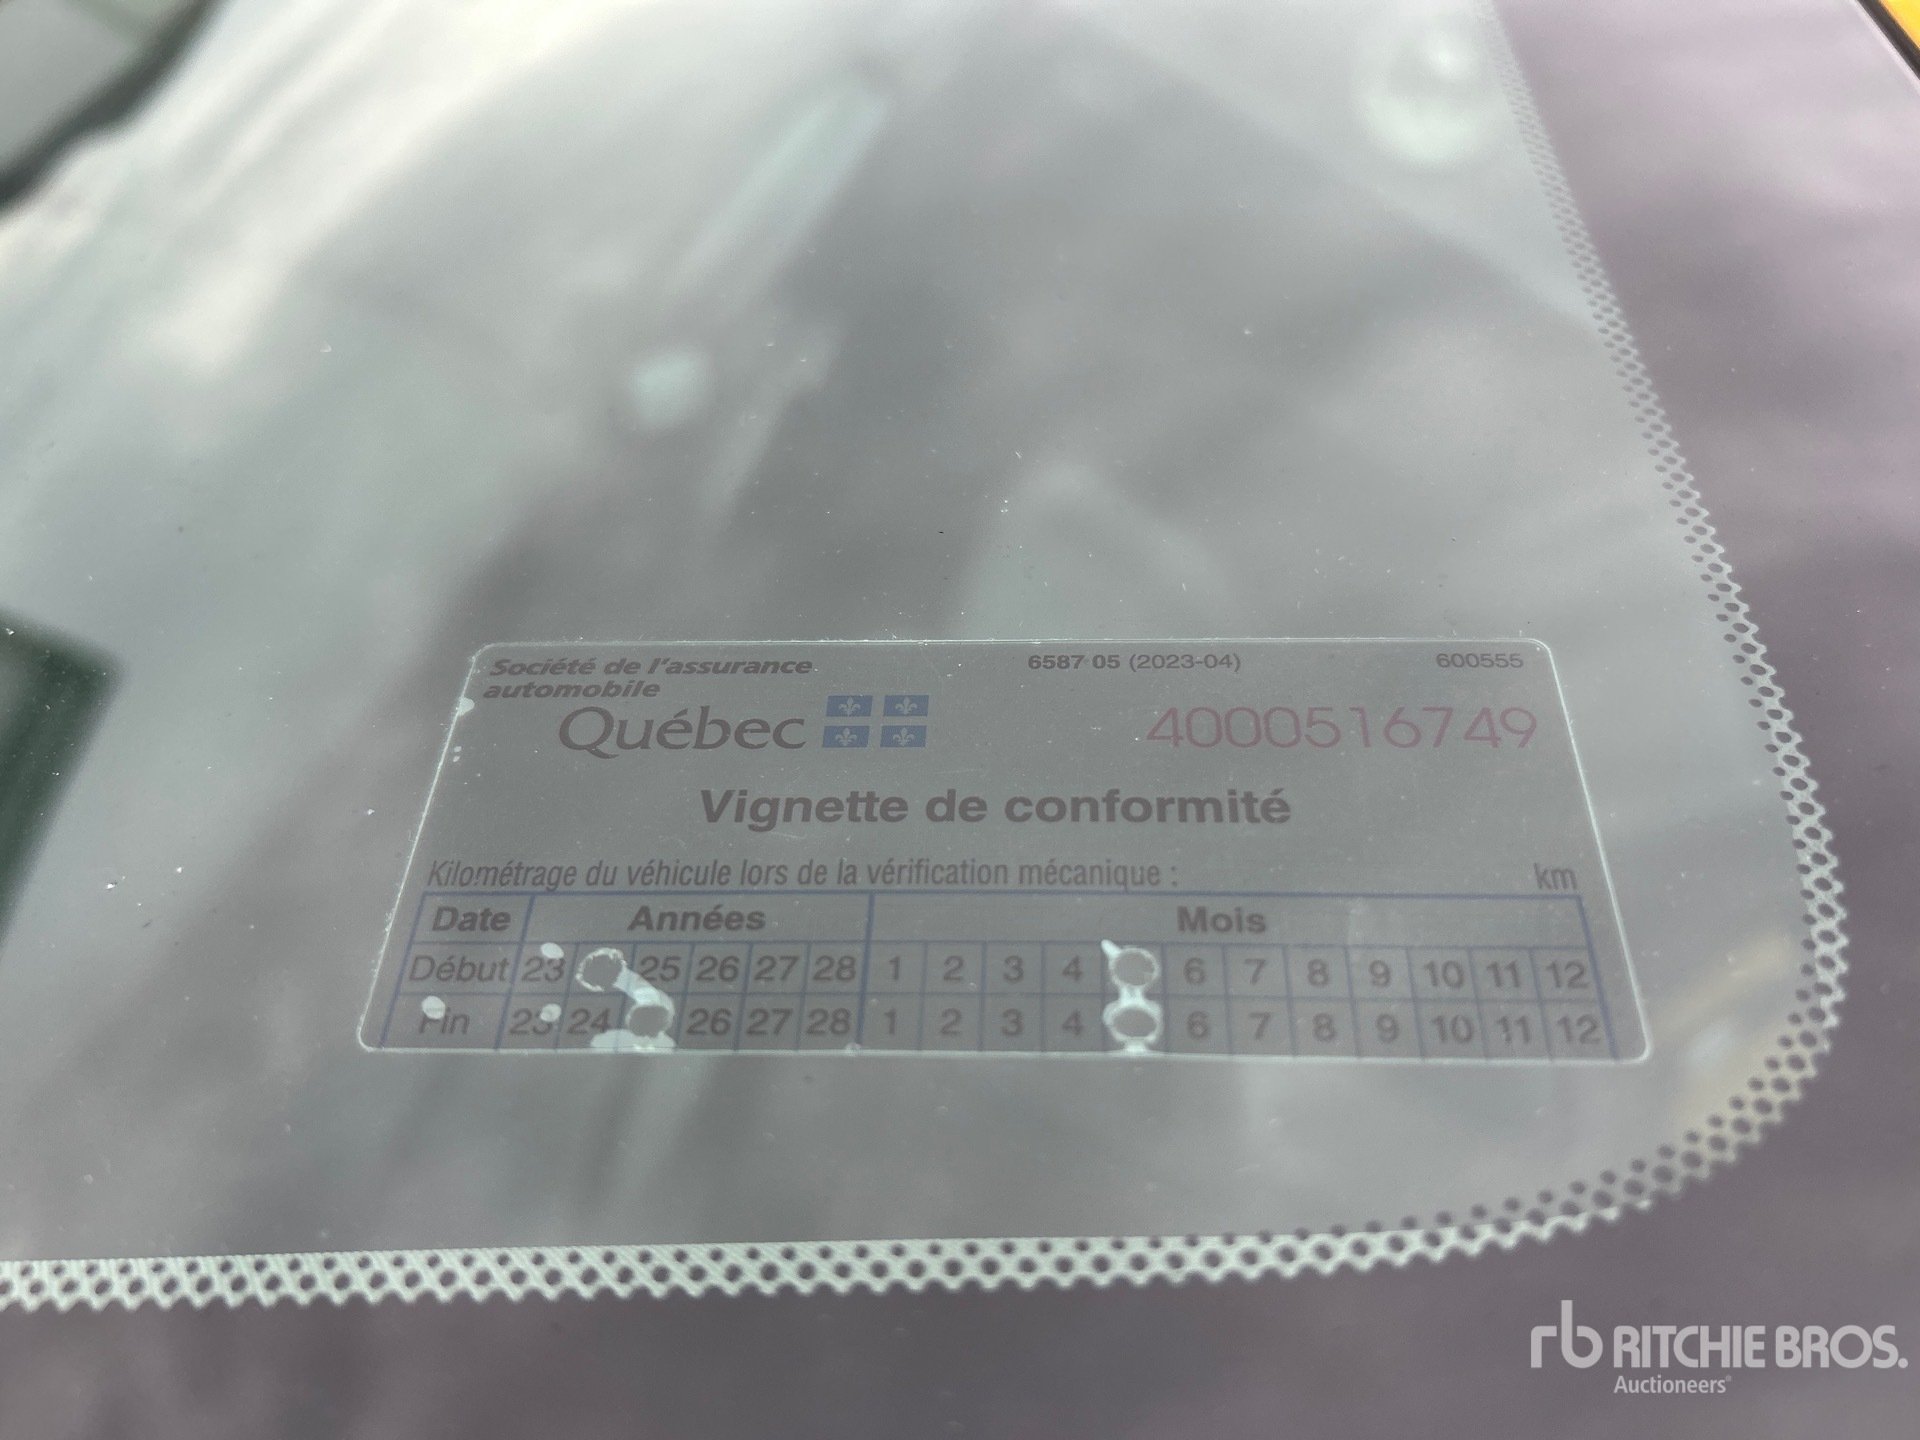 Société de l'assurance
automobile
Québec
6587 05 (2023-04)
600555
4000516749
Vignette de conformité
Kilométrage du véhicule lors de la vérification mécanique : km
Date Années Mois
Début 23 25 26 27 28 1 2 3 4 6 7 8 9 10 11 12
Fin 23 24 26 27 28 1 2 3 4 6 7 8 9 10 11 12
rb RITCHIE BROS.
Auctioneers